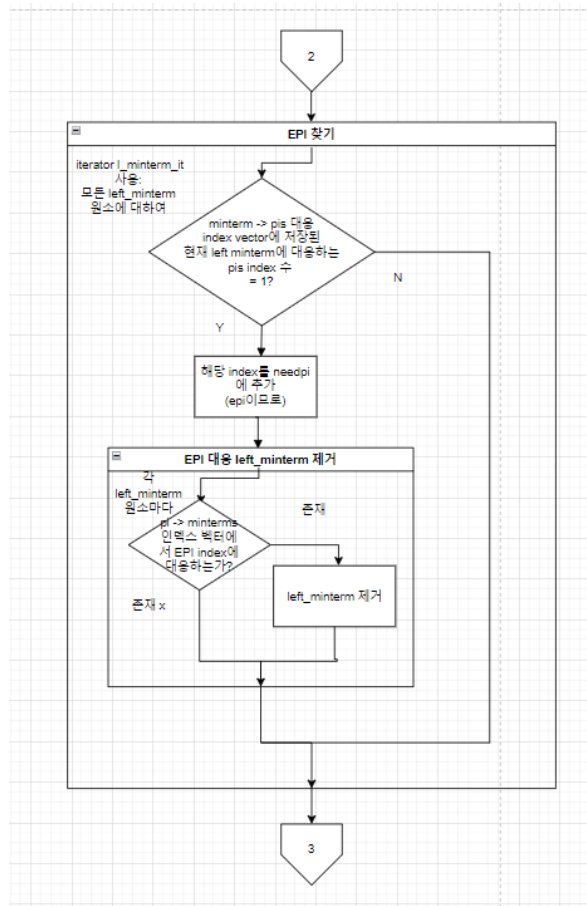 2
EPI 찾기
iterator l_minterm_it
사용:
모든 left_minterm
원소에 대하여
minterm -> pis 대응
index vector에 저장된
현재 left minterm에 대응하는
pis index 수
= 1?
N
Y
해당 index를 needpi
에 추가
(epi이므로)
EPI 대응 left_minterm 제거
각
left_minterm
원소마다
pi -> minterms
인덱스 벡터에
서 EPI index에
대응하는가?
존재
left_minterm 제거
존재 x
3